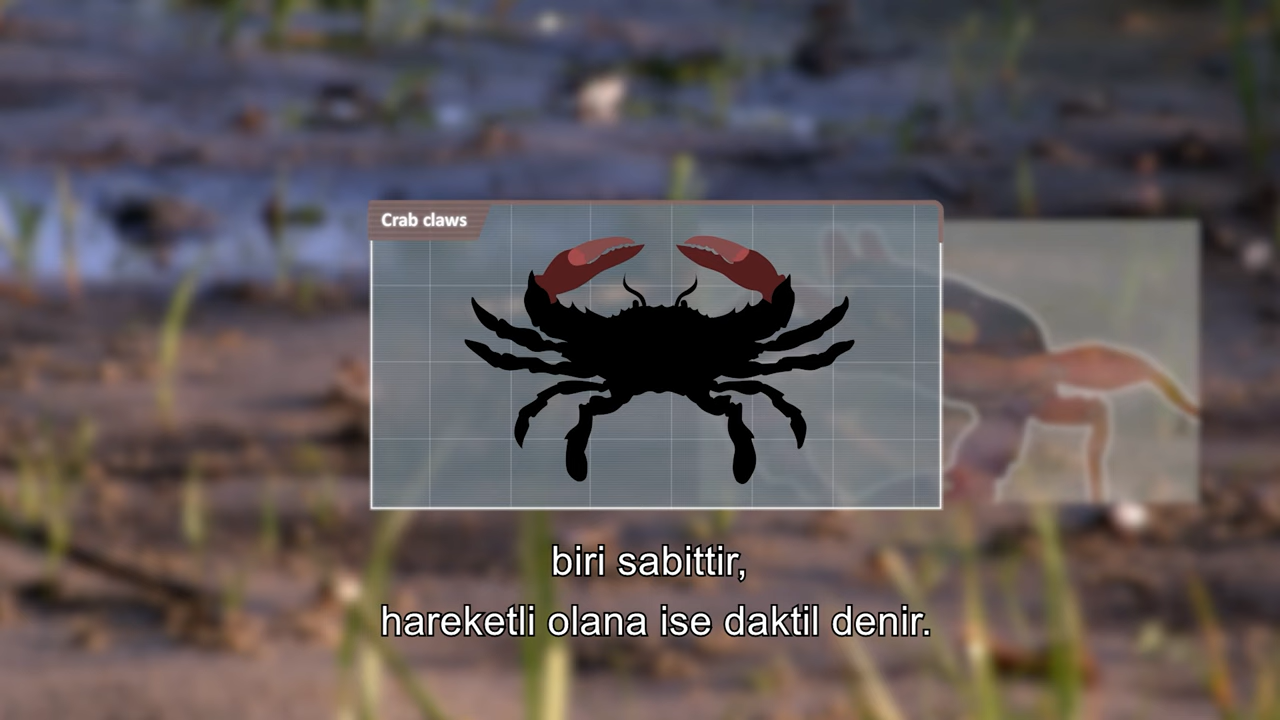 Crab claws
biri sabittir,
hareketli olana ise daktil denir.